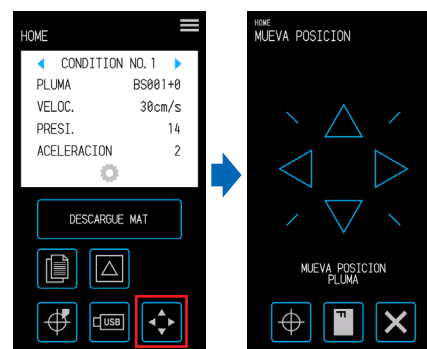 HOME
CONDITION NO.1
PLUMA BS001+0
VELOC. 30cm/s
PRESI. 14
ACELERACION 2
DESCARGUE MAT
USB
HOME
MUEVA POSICION
MUEVA POSICION
PLUMA